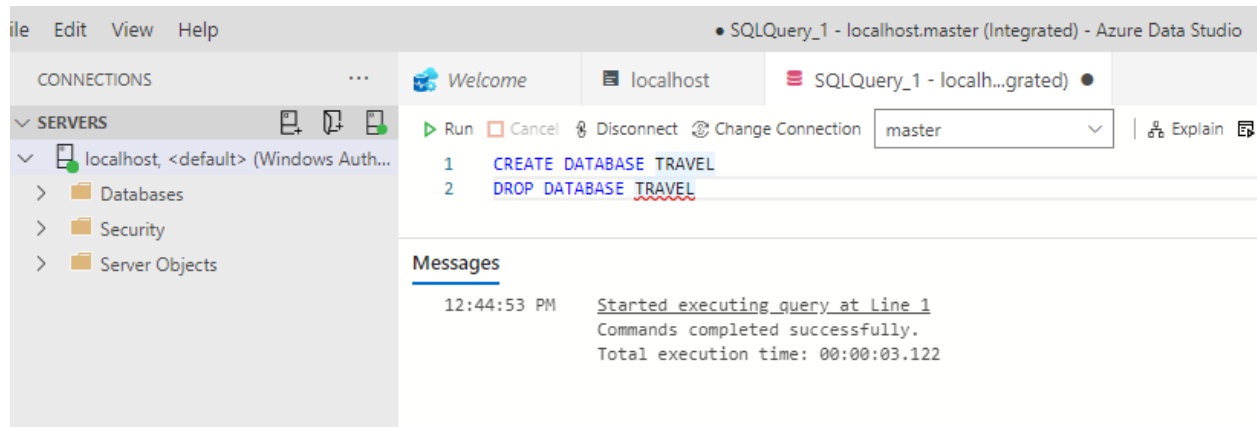 ile Edit View Help
● SQLQuery_1 - localhost.master (Integrated) - Azure Data Studio
CONNECTIONS
...
Welcome
localhost
SQLQuery_1 - localh...grated) ●
SERVERS
Run Cancel Disconnect Change Connection master Explain
localhost, <default> (Windows Auth...
Databases
Security
Server Objects
1 CREATE DATABASE TRAVEL
2 DROP DATABASE TRAVEL
Messages
12:44:53 PM Started executing query at Line 1
Commands completed successfully.
Total execution time: 00:00:03.122